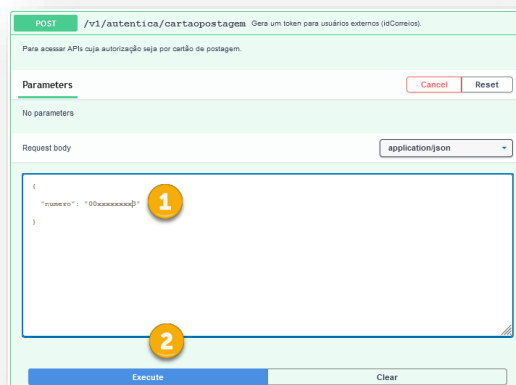 POST /v1/autentica/cartaopostagem Gera um token para usuários externos (idCorreios).
Para acessar APIs cuja autorização seja por cartão de postagem.
Parameters Cancel Reset
No parameters
Request body application/json
{
"numero": "00xxxxxxxx3"
1
}
2
Execute Clear